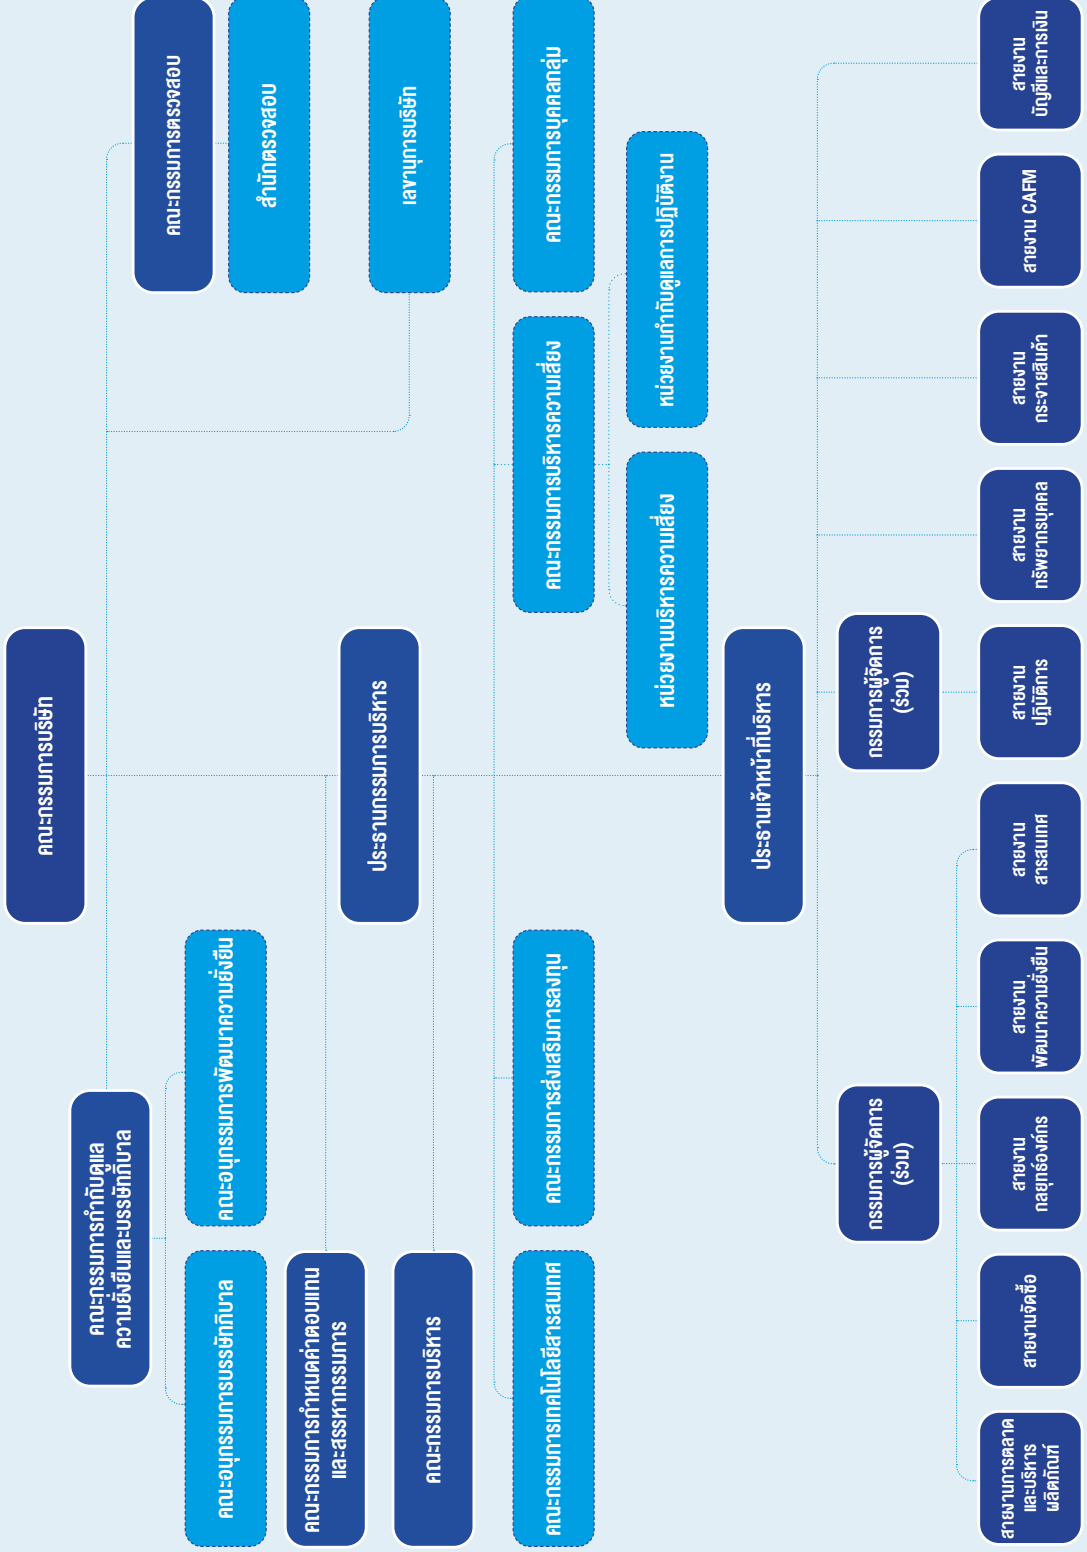 คณะกรรมการบริษัท
คณะกรรมการกำกับดูแล
ความยั่งยืนและบรรษัทภิบาล
คณะกรรมการตรวจสอบ
คณะอนุกรรมการบรรษัทภิบาล
คณะอนุกรรมการพัฒนาความยั่งยืน
สำนักตรวจสอบ
คณะกรรมการกำหนดค่าตอบแทน
และสรรหากรรมการ
ประธานกรรมการบริหาร
เลขานุการบริษัท
คณะกรรมการบริหาร
คณะกรรมการเทคโนโลยีสารสนเทศ
คณะกรรมการส่งเสริมการลงทุน
คณะกรรมการบริหารความเสี่ยง
คณะกรรมการบุคคลกลุ่ม
หน่วยงานบริหารความเสี่ยง
หน่วยงานกำกับดูแลการปฏิบัติงาน
ประธานเจ้าหน้าที่บริหาร
กรรมการผู้จัดการ
(ร่วม)
กรรมการผู้จัดการ
(ร่วม)
สายงานการตลาด
และบริหาร
ผลิตภัณฑ์
สายงานจัดซื้อ
สายงาน
กลยุทธ์องค์กร
สายงาน
พัฒนาความยั่งยืน
สายงาน
สารสนเทศ
สายงาน
ปฏิบัติการ
สายงาน
ทรัพยากรบุคคล
สายงาน
กระจายสินค้า
สายงาน CAFM
สายงาน
บัญชีและการเงิน